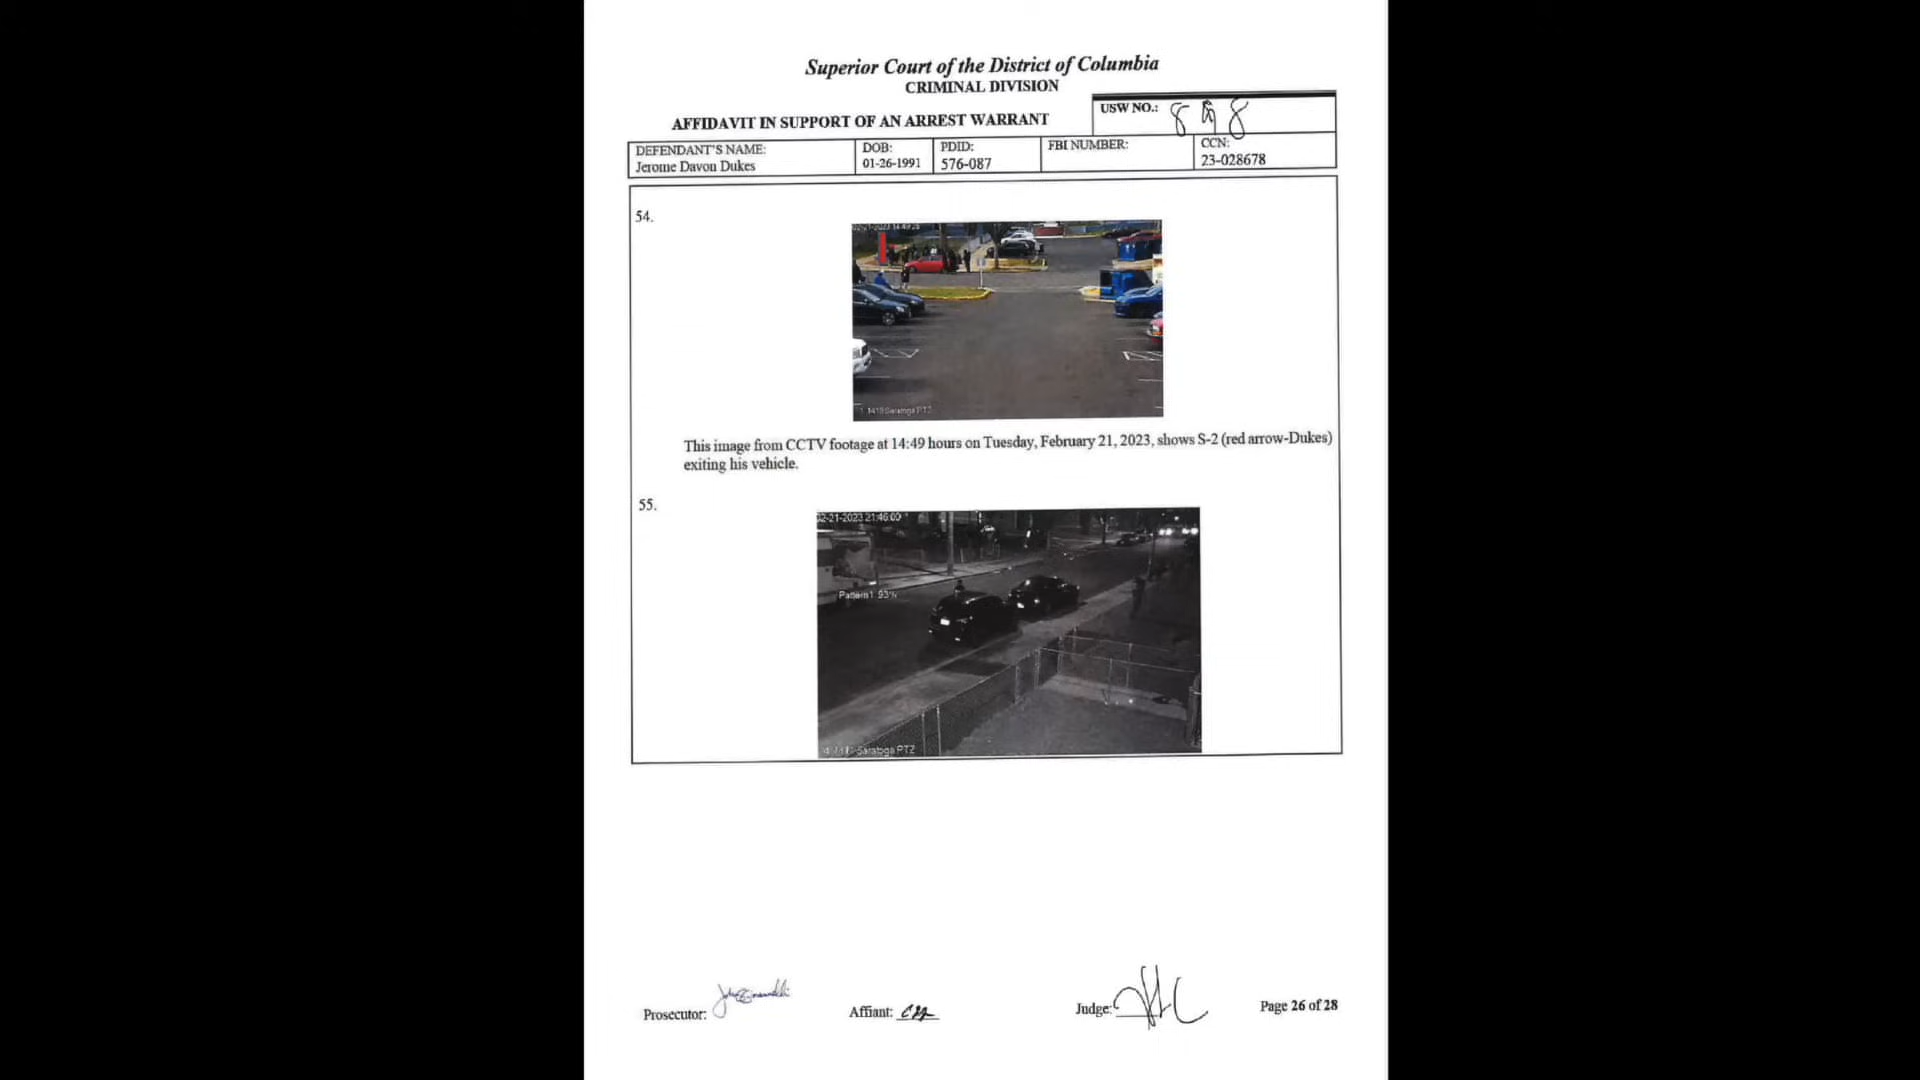 Superior Court of the District of Columbia
CRIMINAL DIVISION
AFFIDAVIT IN SUPPORT OF AN ARREST WARRANT
USW NO.:
DEFENDANT'S NAME:
Jerome Davon Dukes
DOB:
01-26-1991
PDID:
576-087
FBI NUMBER:
CCN:
23-028678
54.
This image from CCTV footage at 14:49 hours on Tuesday, February 21, 2023, shows S-2 (red arrow-Dukes)
exiting his vehicle.
55.
02-21-2023 21:46:00
Pattern1
Saratoga PTZ
Prosecutor:
Affiant:
Judge:
Page 26 of 28